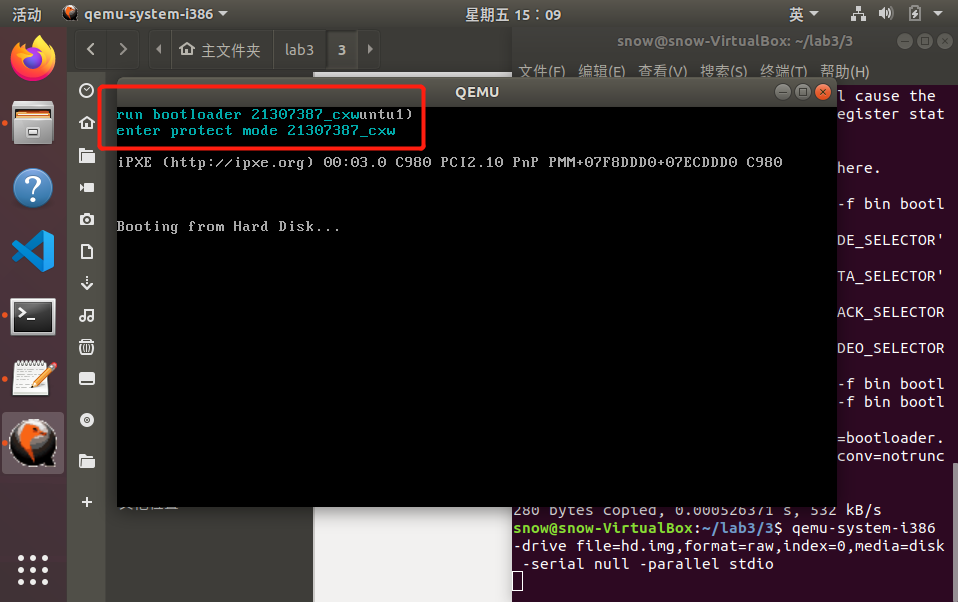 活动
qemu-system-i386
星期五 15：09
英
主文件夹
lab3
3
snow@snow-VirtualBox: ~/lab3/3
文件(F) 编辑(E) 查看(V) 搜索(S) 终端(T) 帮助(H)
QEMU
run bootloader 21307387_cxwuntu1)
enter protect mode 21307387_cxw
iPXE (http://ipxe.org) 00:03.0 C980 PCI2.10 PnP PMM+07F8DDD0+07ECDDD0 C980
Booting from Hard Disk...
l cause the
egister stat
here.
-f bin bootl
DE_SELECTOR'
TA_SELECTOR'
ACK_SELECTOR
DEO_SELECTOR
-f bin bootl
-f bin bootl
=bootloader.
conv=notrunc
280 bytes copied, 0.000526371 s, 532 kB/s
snow@snow-VirtualBox:~/lab3/3$ qemu-system-i386
-drive file=hd.img,format=raw,index=0,media=disk
-serial null -parallel stdio